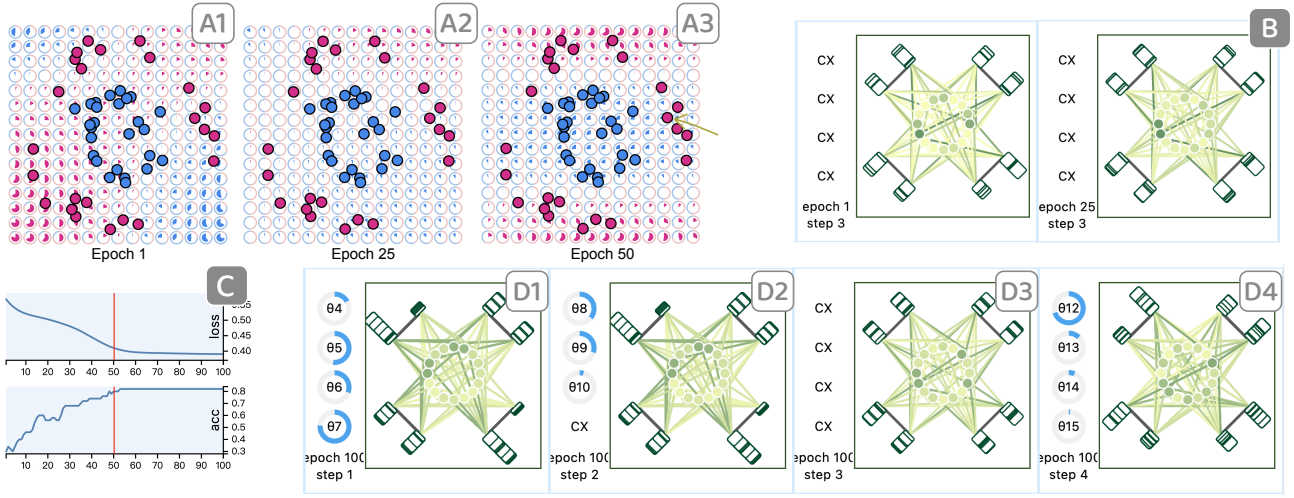 A1
A2
A3
B
Epoch 1
Epoch 25
Epoch 50
CX
CX
CX
CX
epoch 1
step 3
CX
CX
CX
CX
epoch 25
step 3
C
0.50
0.45
0.40
loss
10 20 30 40 50 60 70 80 90 100
0.8
0.7
0.6
0.5
0.4
0.3
acc
10 20 30 40 50 60 70 80 90 100
D1
θ4
θ5
θ6
θ7
epoch 100
step 1
D2
θ8
θ9
θ10
CX
epoch 100
step 2
D3
CX
CX
CX
CX
epoch 100
step 3
D4
θ12
θ13
θ14
θ15
epoch 100
step 4